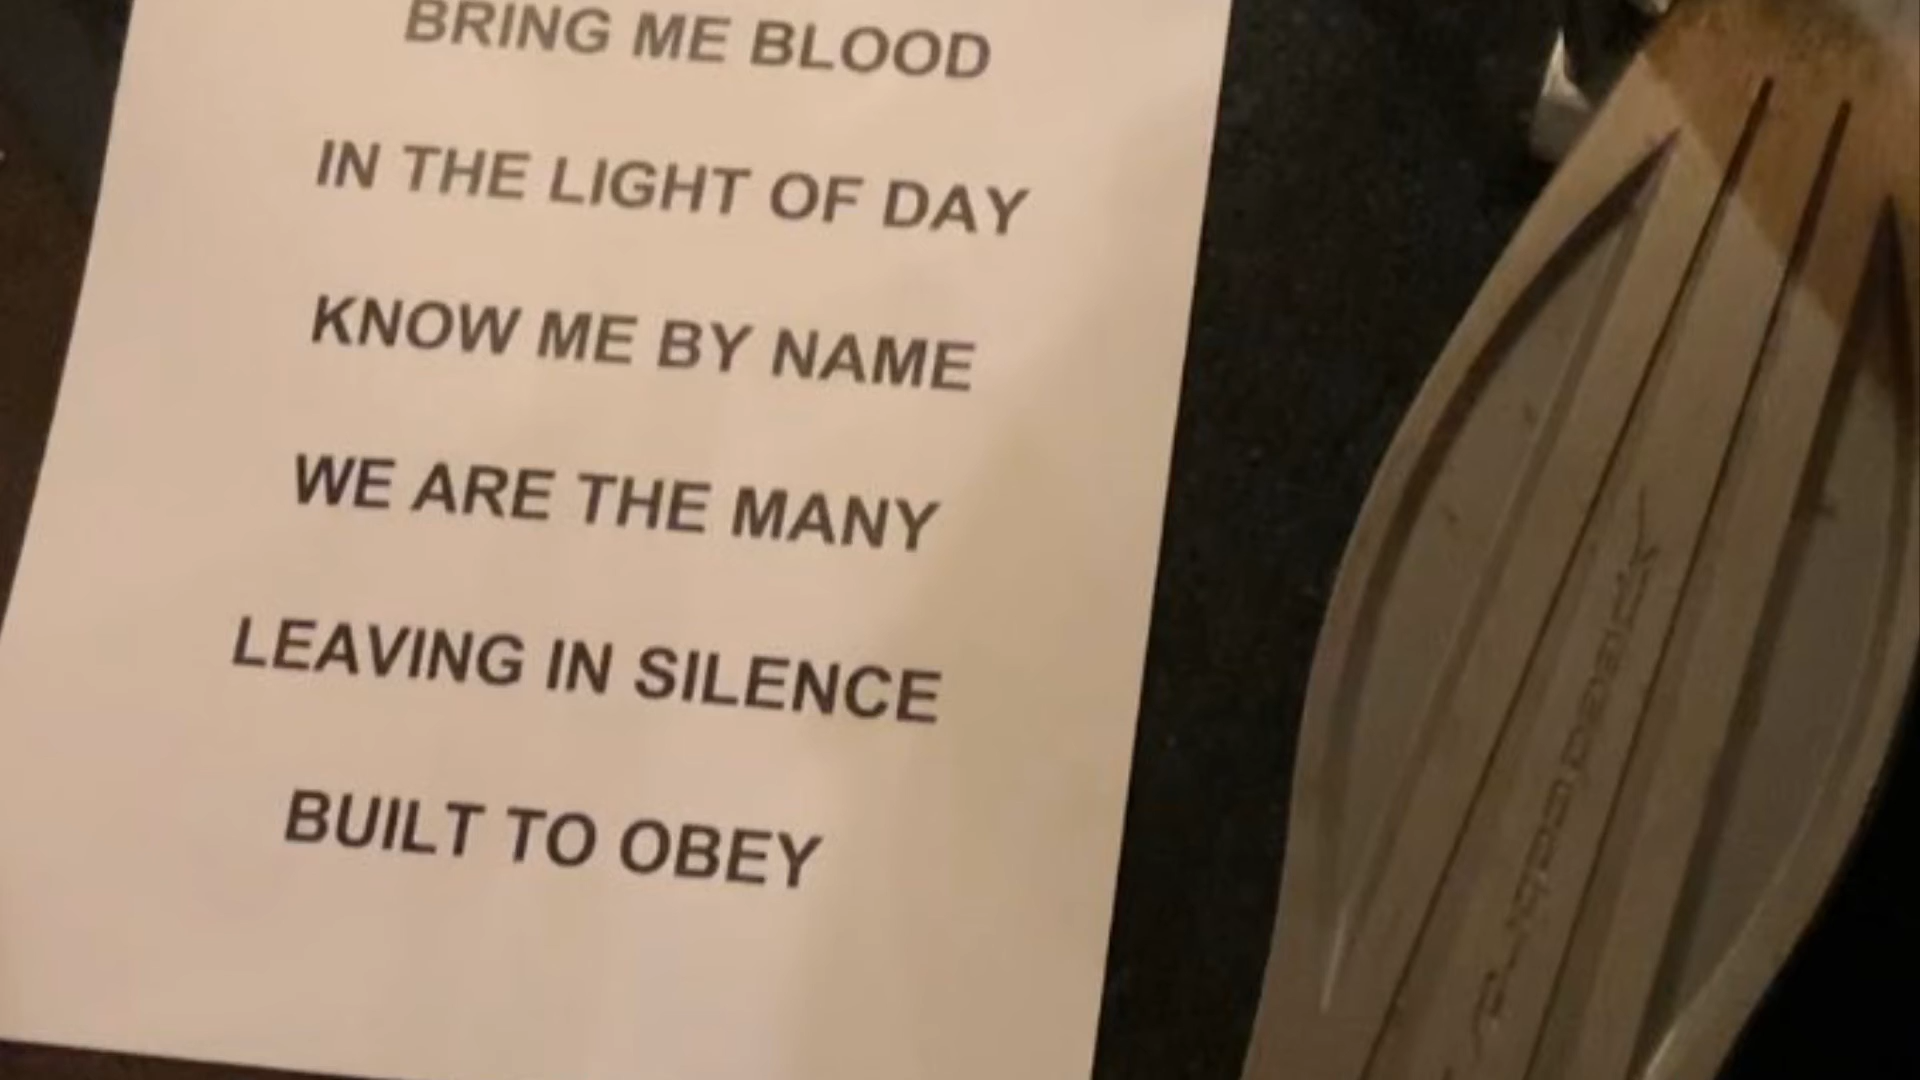 BRING ME BLOOD
IN THE LIGHT OF DAY
KNOW ME BY NAME
WE ARE THE MANY
LEAVING IN SILENCE
BUILT TO OBEY